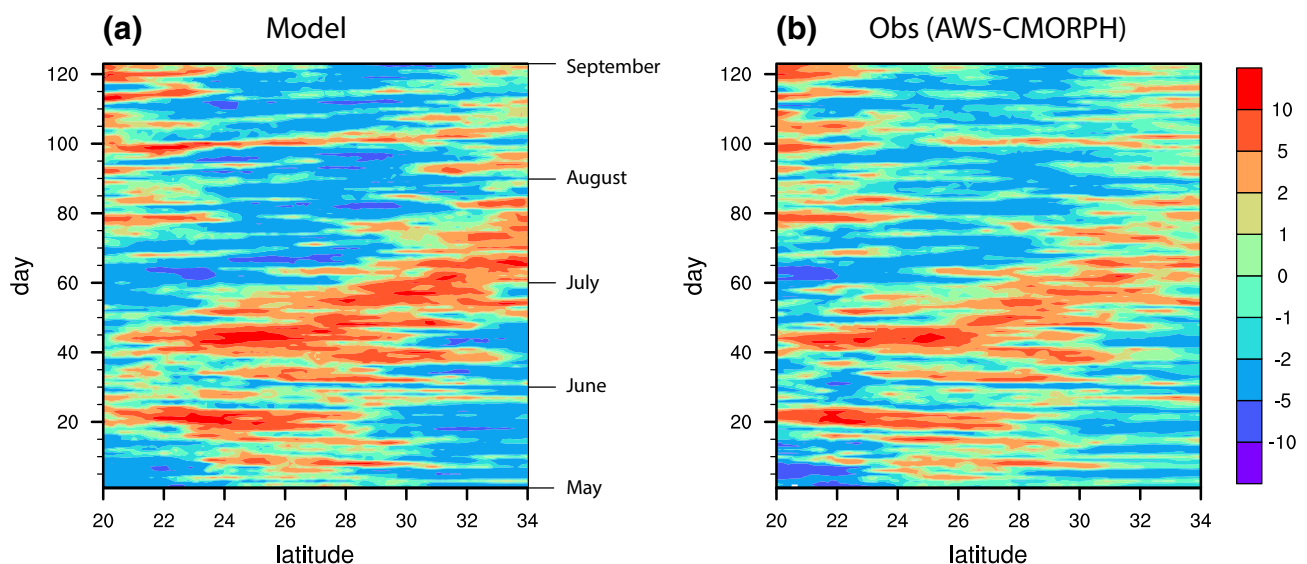 (a) Model
(b) Obs (AWS-CMORPH)
120
100
80
60
40
20
day
20 22 24 26 28 30 32 34
latitude
September
August
July
June
May
120
100
80
60
40
20
day
20 22 24 26 28 30 32 34
latitude
10
5
2
1
0
-1
-2
-5
-10